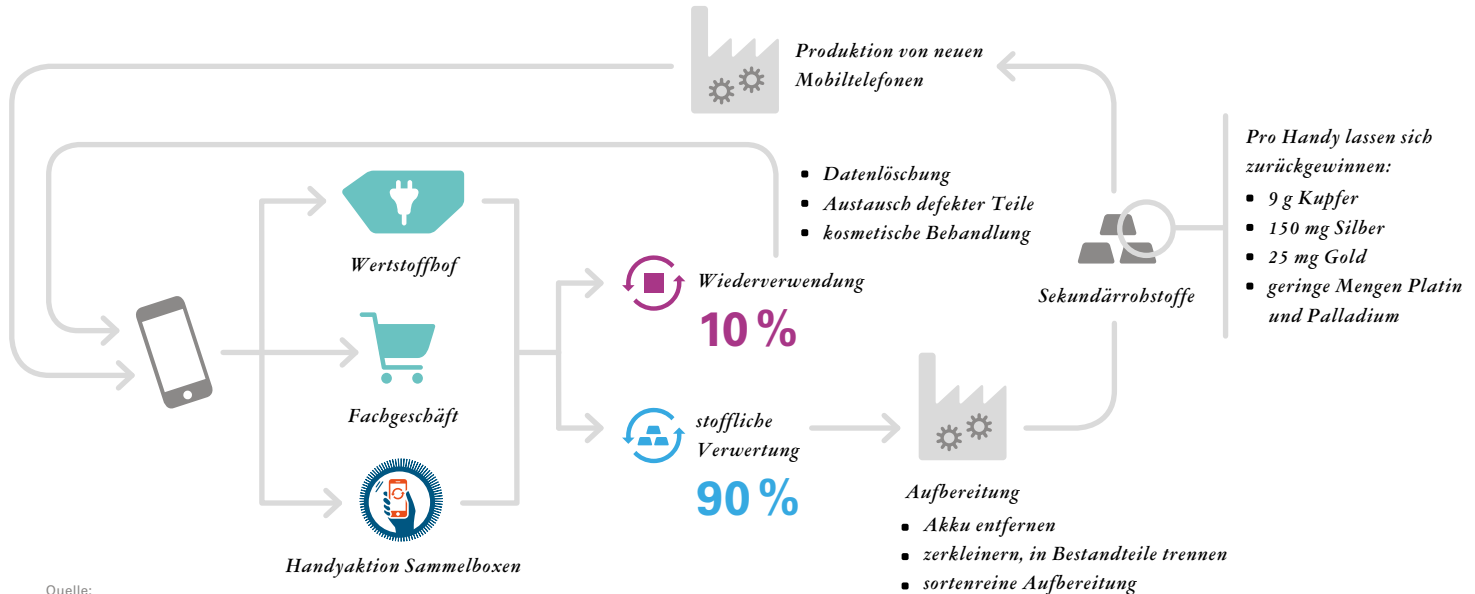 Produktion von neuen
Mobiltelefonen
Pro Handy lassen sich
zurückgewinnen:
▪ 9 g Kupfer
▪ 150 mg Silber
▪ 25 mg Gold
▪ geringe Mengen Platin
und Palladium
▪ Datenlöschung
▪ Austausch defekter Teile
▪ kosmetische Behandlung
Wertstoffhof
Wiederverwendung
10 %
Sekundärrohstoffe
Fachgeschäft
stoffliche
Verwertung
90 %
Aufbereitung
▪ Akku entfernen
▪ zerkleinern, in Bestandteile trennen
▪ sortenreine Aufbereitung
Handyaktion Sammelboxen
Quelle: